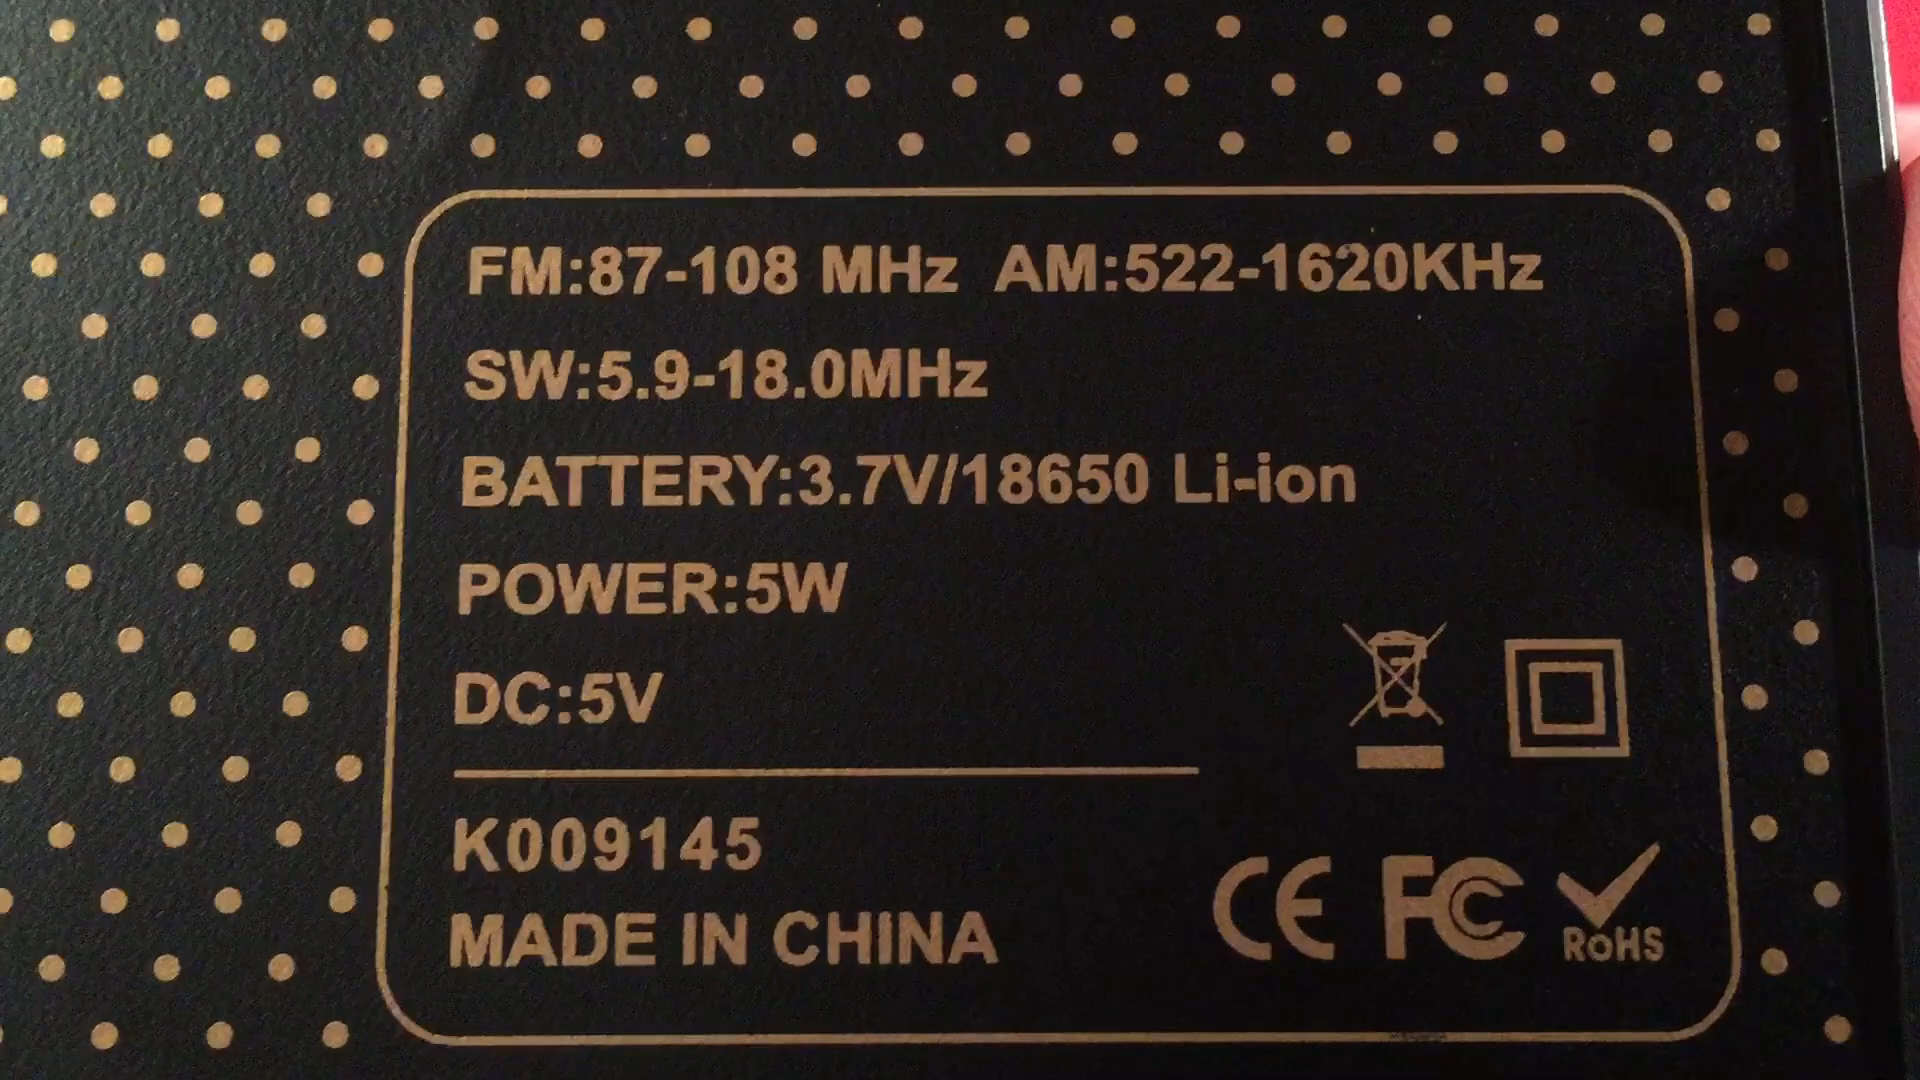 FM:87-108 MHz  AM:522-1620KHz
SW:5.9-18.0MHz
BATTERY:3.7V/18650 Li-ion
POWER:5W
DC:5V
K009145
MADE IN CHINA
CE FC RoHS